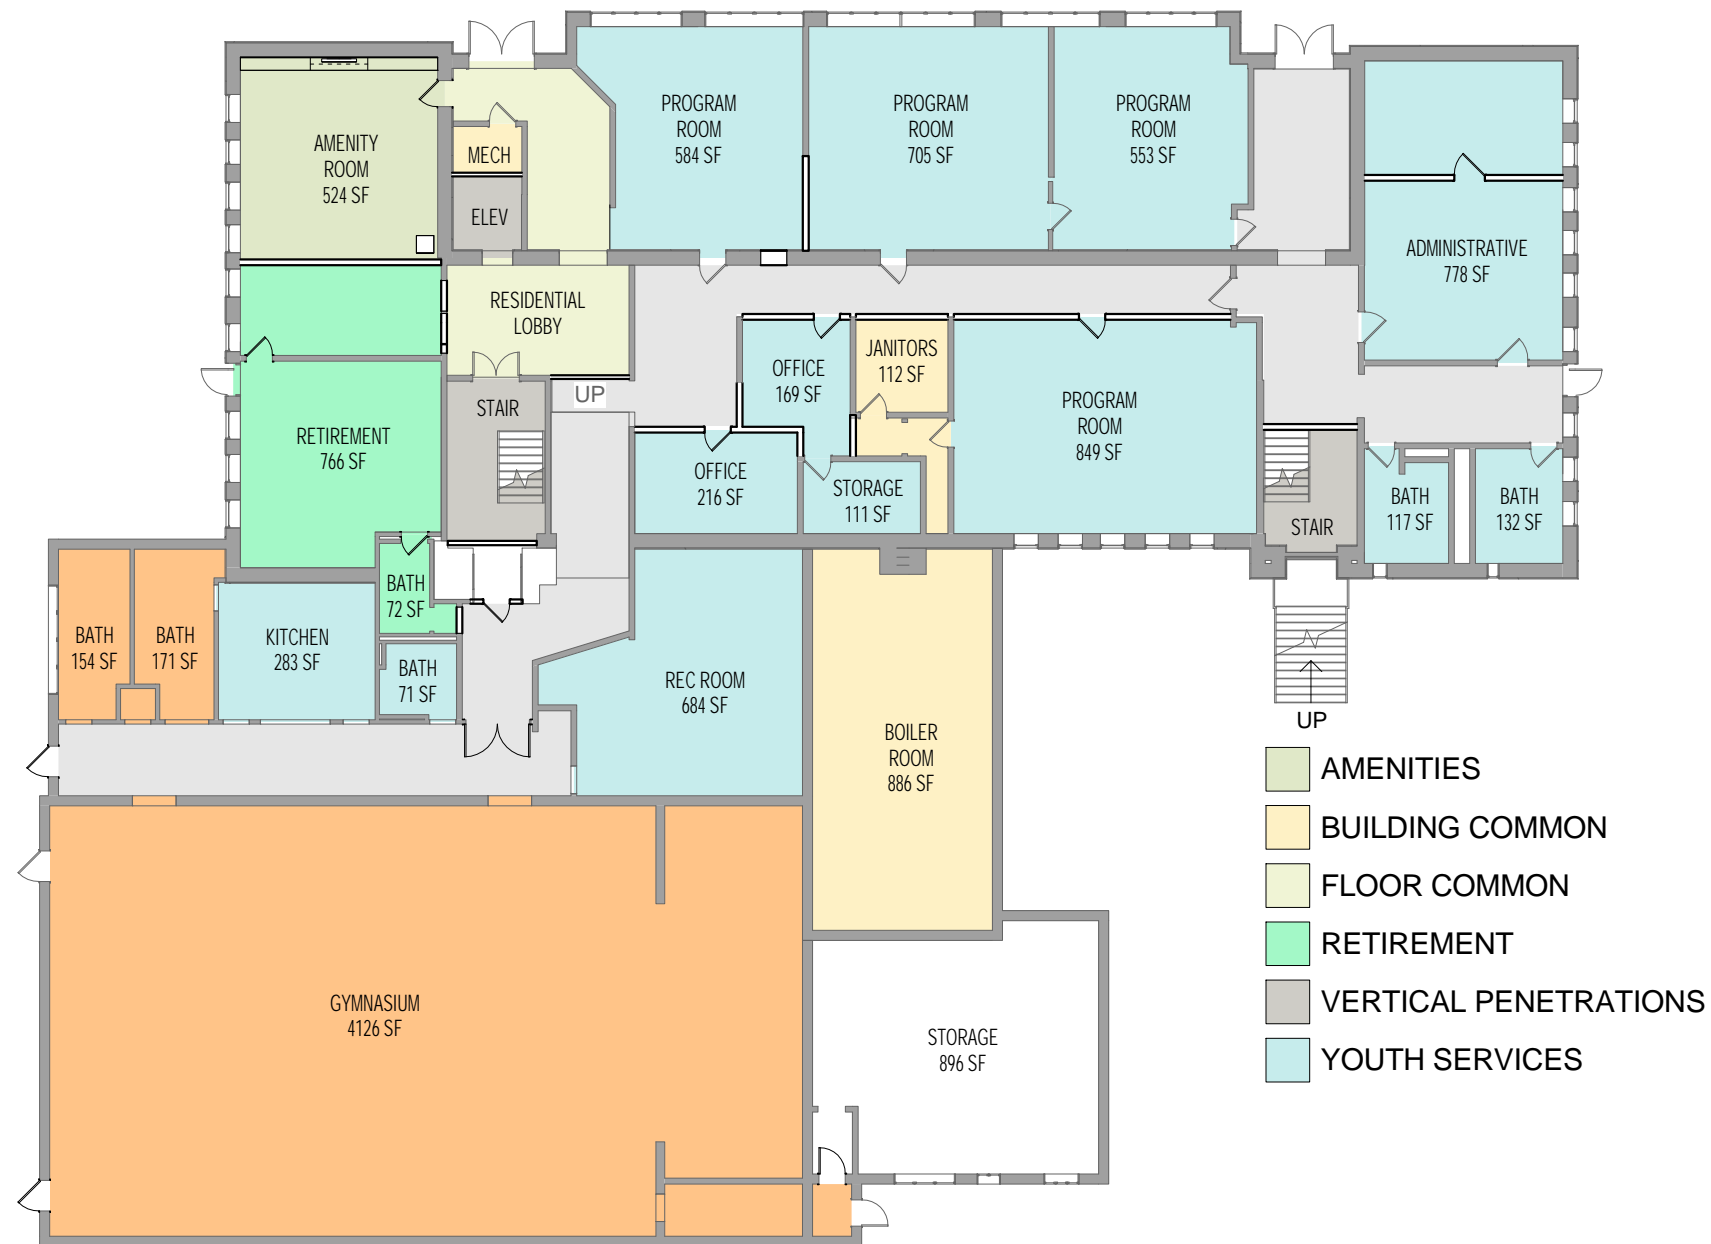 AMENITY
ROOM
524 SF
MECH
ELEV
PROGRAM
ROOM
584 SF
PROGRAM
ROOM
705 SF
PROGRAM
ROOM
553 SF
ADMINISTRATIVE
778 SF
RESIDENTIAL
LOBBY
UP
STAIR
RETIREMENT
766 SF
OFFICE
169 SF
JANITORS
112 SF
PROGRAM
ROOM
849 SF
OFFICE
216 SF
STORAGE
111 SF
STAIR
BATH
117 SF
BATH
132 SF
BATH
154 SF
BATH
171 SF
KITCHEN
283 SF
BATH
72 SF
BATH
71 SF
REC ROOM
684 SF
BOILER
ROOM
886 SF
UP
GYMNASIUM
4126 SF
STORAGE
896 SF
AMENITIES
BUILDING COMMON
FLOOR COMMON
RETIREMENT
VERTICAL PENETRATIONS
YOUTH SERVICES